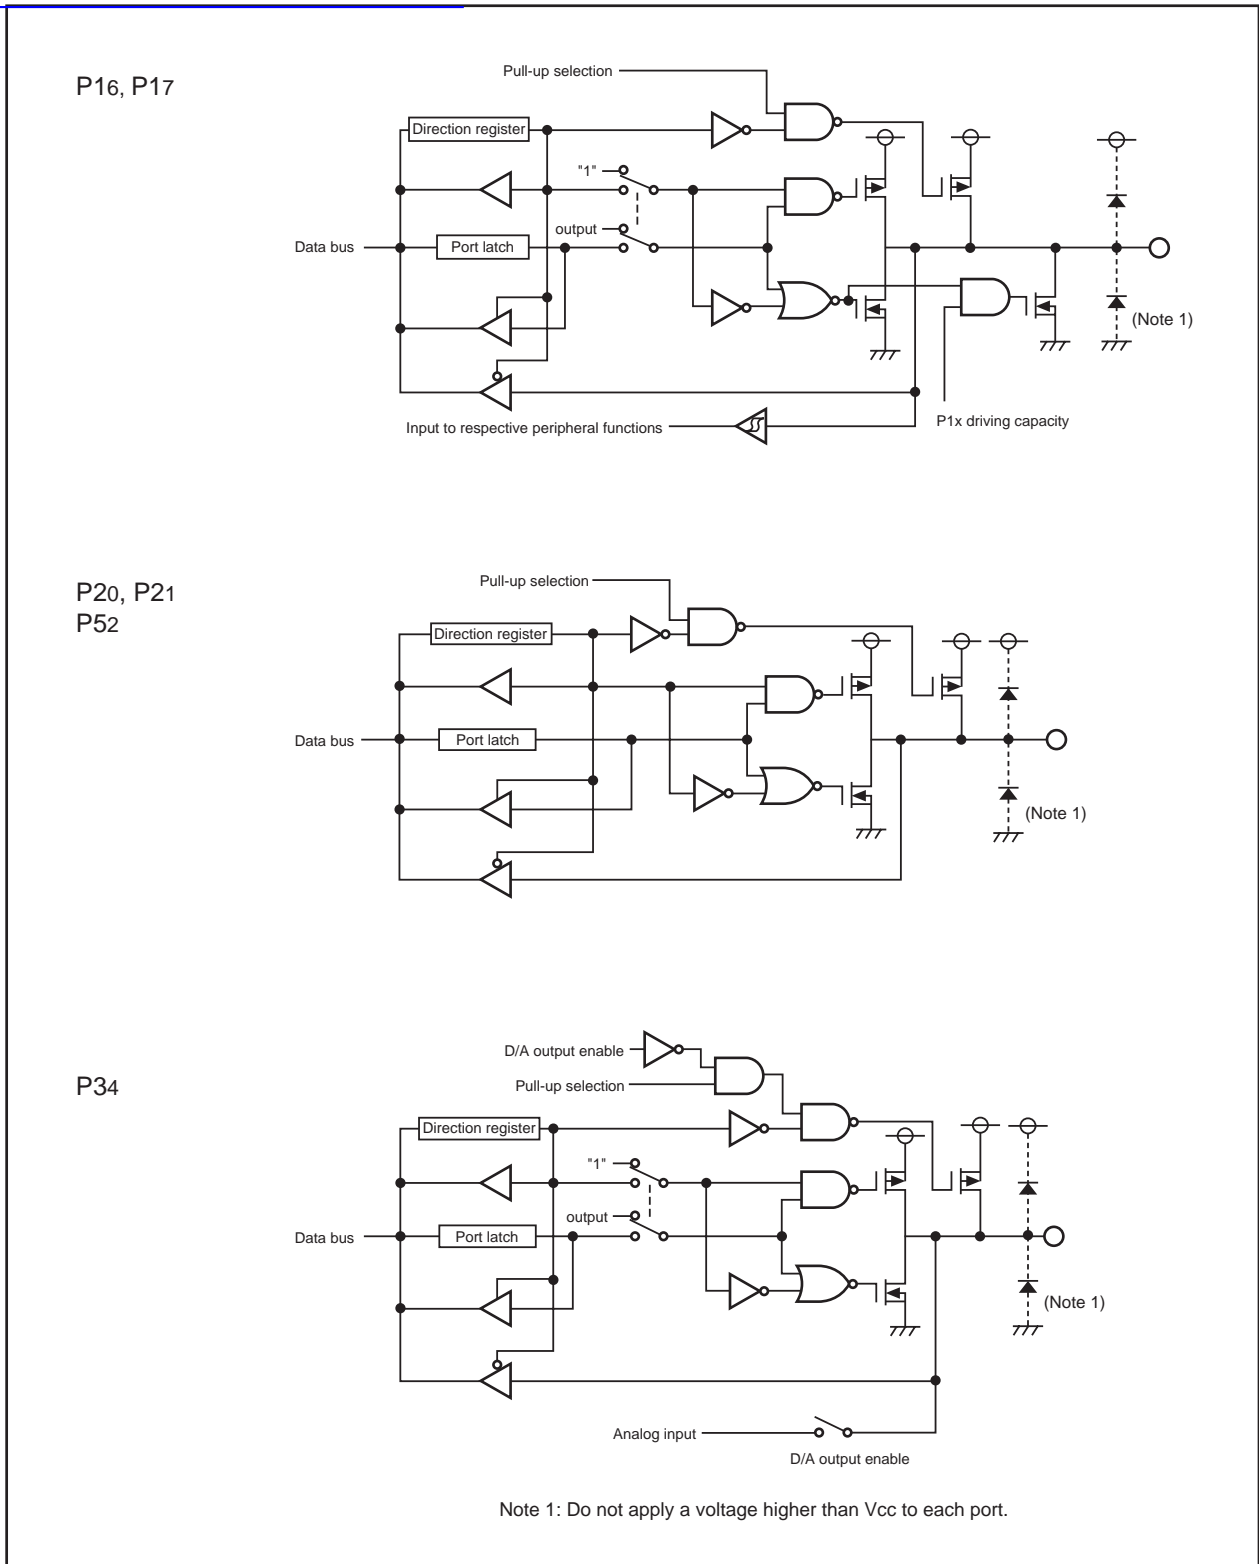 P16, P17
Pull-up selection
Direction register
"1"
output
Data bus
Port latch
(Note 1)
P1x driving capacity
Input to respective peripheral functions
P20, P21
P52
Pull-up selection
Direction register
Data bus
Port latch
(Note 1)
P34
D/A output enable
Pull-up selection
Direction register
"1"
output
Data bus
Port latch
(Note 1)
Analog input
D/A output enable
Note 1: Do not apply a voltage higher than Vcc to each port.